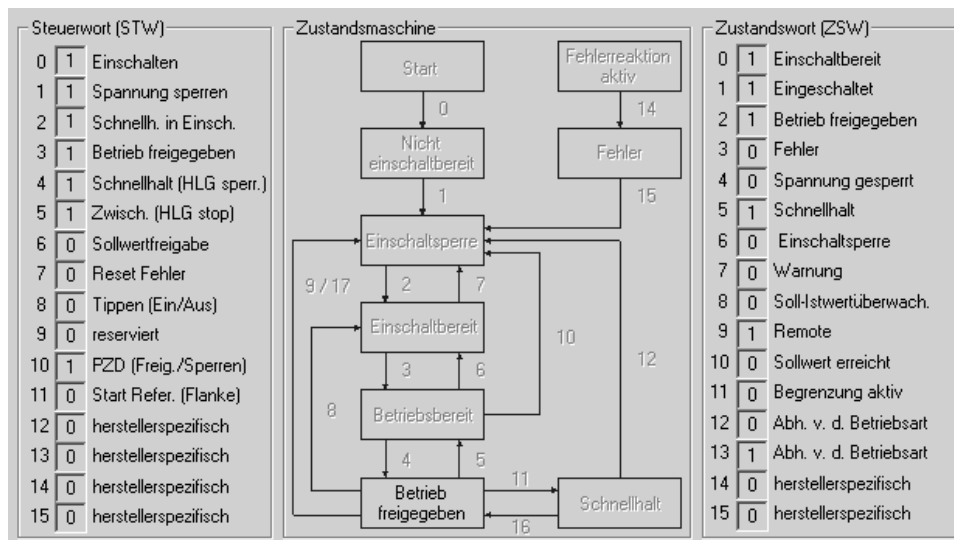 Steuerwort (STW)
0 1 Einschalten
1 1 Spannung sperren
2 1 Schnellh. in Einsch.
3 1 Betrieb freigegeben
4 1 Schnellhalt (HLG sperr.)
5 1 Zwisch. (HLG stop)
6 0 Sollwertfreigabe
7 0 Reset Fehler
8 0 Tippen (Ein/Aus)
9 0 reserviert
10 1 PZD (Freig./Sperren)
11 0 Start Refer. (Flanke)
12 0 herstellerspezifisch
13 0 herstellerspezifisch
14 0 herstellerspezifisch
15 0 herstellerspezifisch
Zustandsmaschine
Start
Fehlerreaktion
aktiv
0
14
Nicht
einschaltbereit
Fehler
1
15
Einschaltsperre
9 / 17
2
7
Einschaltbereit
10
12
3
6
8
Betriebsbereit
4
5
11
Betrieb
freigegeben
Schnellhalt
16
Zustandswort (ZSW)
0 1 Einschaltbereit
1 1 Eingeschaltet
2 1 Betrieb freigegeben
3 0 Fehler
4 0 Spannung gesperrt
5 1 Schnellhalt
6 0 Einschaltsperre
7 0 Warnung
8 0 Soll-Istwertüberwach.
9 1 Remote
10 0 Sollwert erreicht
11 0 Begrenzung aktiv
12 0 Abh. v. d. Betriebsart
13 1 Abh. v. d. Betriebsart
14 0 herstellerspezifisch
15 0 herstellerspezifisch